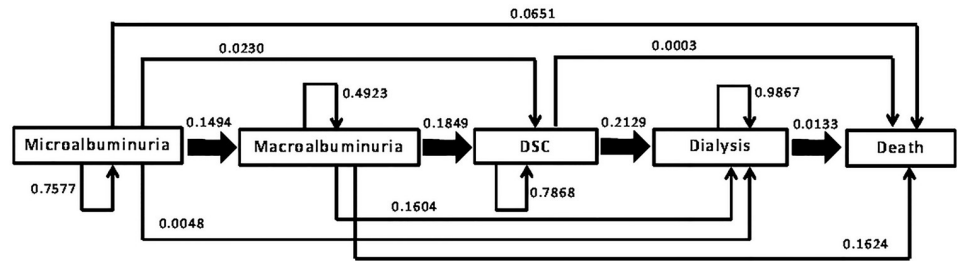 0.0651
0.0230
0.0003
0.4923
0.9867
0.1494
0.1849
0.2129
0.0133
Microalbuminuria
Macroalbuminuria
DSC
Dialysis
Death
0.7577
0.7868
0.1604
0.0048
0.1624